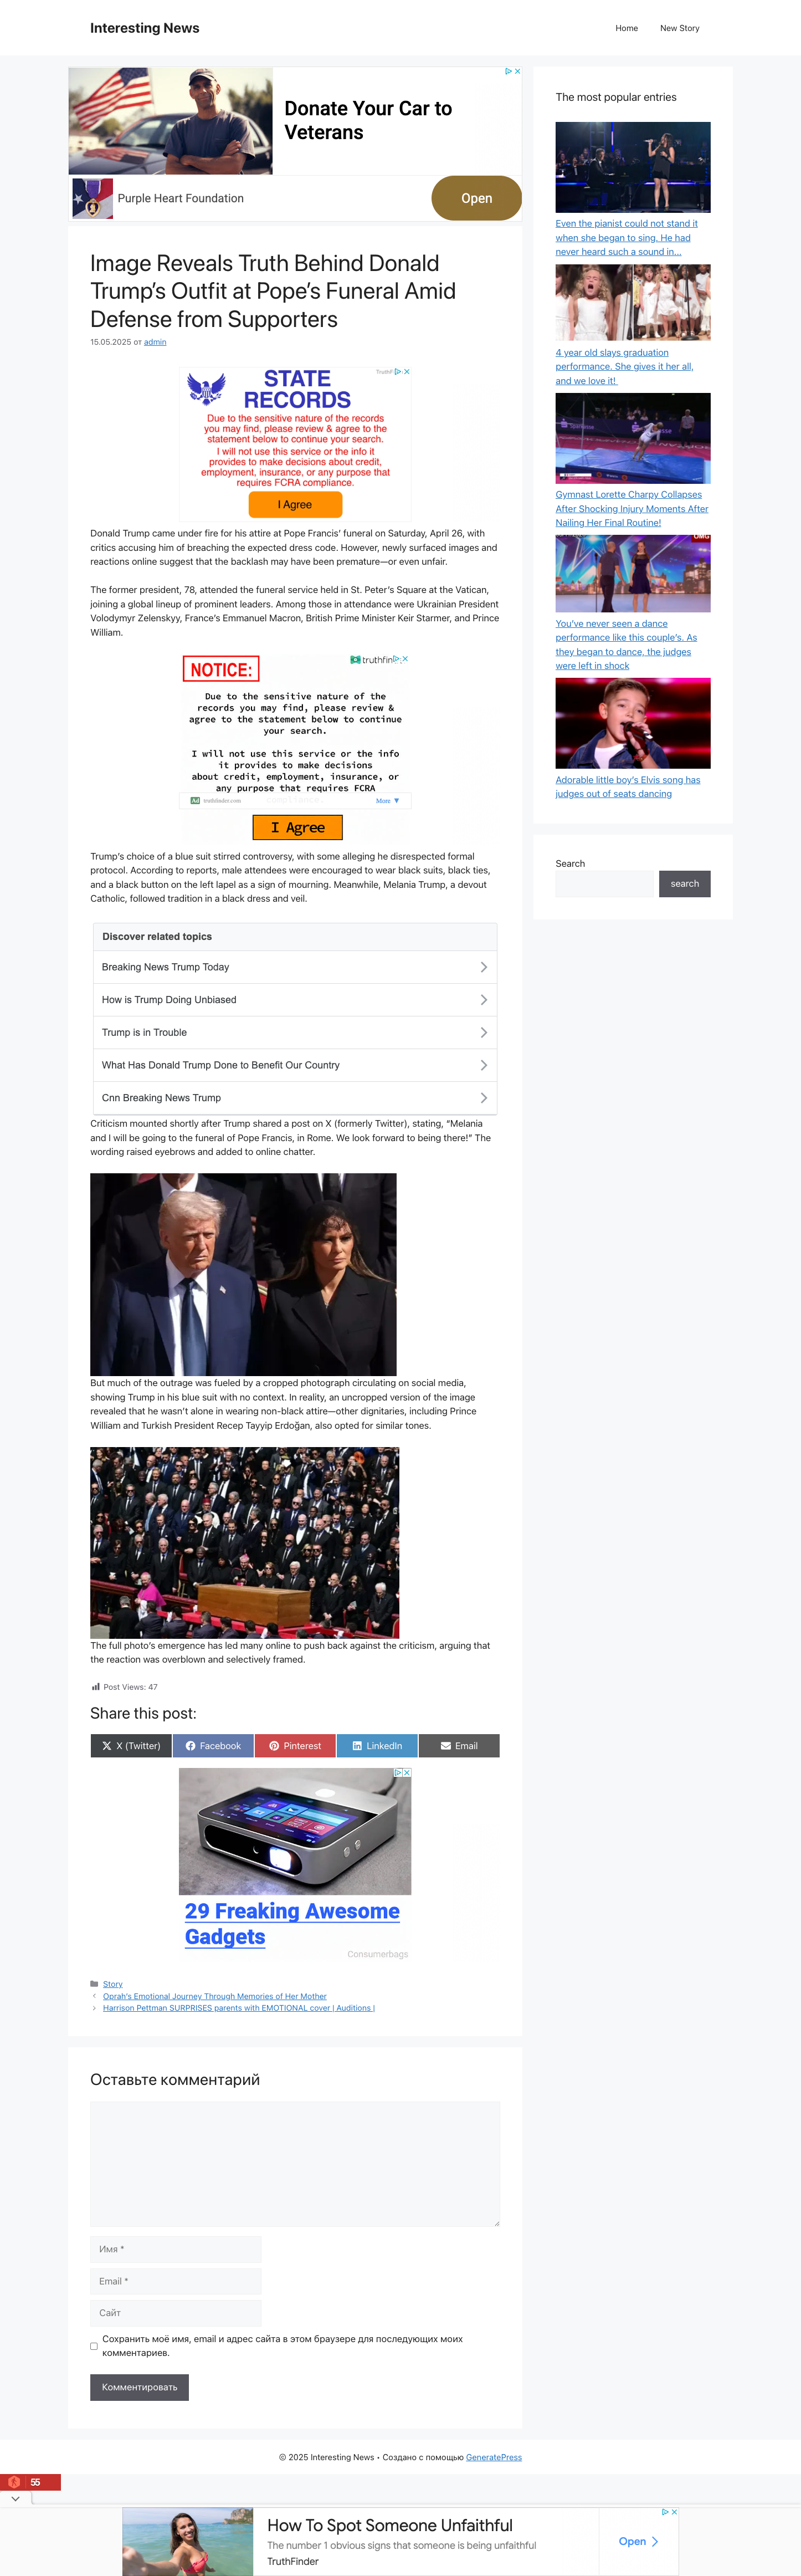 Interesting News
Home
New Story
Donate Your Car to
Veterans
Purple Heart Foundation
Open
Image Reveals Truth Behind Donald
Trump's Outfit at Pope's Funeral Amid
Defense from Supporters
15.05.2025 от admin
STATE
RECORDS
Due to the sensitive nature of the records
you may find, please review & agree to the
statement below to continue your search.
I will not use this service or the info it
provides to make decisions about credit,
employment, insurance, or any purpose that
requires FCRA compliance.
I Agree
Donald Trump came under fire for his attire at Pope Francis' funeral on Saturday, April 26, with
critics accusing him of breaching the expected dress code. However, newly surfaced images and
reactions online suggest that the backlash may have been premature—or even unfair.
The former president, 78, attended the funeral service held in St. Peter's Square at the Vatican,
joining a global lineup of prominent leaders. Among those in attendance were Ukrainian President
Volodymyr Zelenskyy, France's Emmanuel Macron, British Prime Minister Keir Starmer, and Prince
William.
NOTICE:
Due to the sensitive nature of the
records you may find, please review &
agree to the statement below to continue
your search.
I will not use this service or the info
it provides to make decisions
about credit, employment, insurance, or
any purpose that requires FCRA
Ad truthfinder.com
More
I Agree
Trump's choice of a blue suit stirred controversy, with some alleging he disrespected formal
protocol. According to reports, male attendees were encouraged to wear black suits, black ties,
and a black button on the left lapel as a sign of mourning. Meanwhile, Melania Trump, a devout
Catholic, followed tradition in a black dress and veil.
Discover related topics
Breaking News Trump Today
How is Trump Doing Unbiased
Trump is in Trouble
What Has Donald Trump Done to Benefit Our Country
Cnn Breaking News Trump
Criticism mounted shortly after Trump shared a post on X (formerly Twitter), stating, "Melania
and I will be going to the funeral of Pope Francis, in Rome. We look forward to being there!" The
wording raised eyebrows and added to online chatter.
But much of the outrage was fueled by a cropped photograph circulating on social media,
showing Trump in his blue suit with no context. In reality, an uncropped version of the image
revealed that he wasn't alone in wearing non-black attire—other dignitaries, including Prince
William and Turkish President Recep Tayyip Erdoğan, also opted for similar tones.
The full photo's emergence has led many online to push back against the criticism, arguing that
the reaction was overblown and selectively framed.
Post Views: 47
Share this post:
X (Twitter)
Facebook
Pinterest
LinkedIn
Email
29 Freaking Awesome
Gadgets
Consumerbags
Story
Oprah's Emotional Journey Through Memories of Her Mother
Harrison Pettman SURPRISES parents with EMOTIONAL cover | Auditions |
The most popular entries
Even the pianist could not stand it
when she began to sing. He had
never heard such a sound in...
4 year old slays graduation
performance. She gives it her all,
and we love it!
Gymnast Lorette Charpy Collapses
After Shocking Injury Moments After
Nailing Her Final Routine!
OMG
You've never seen a dance
performance like this couple's. As
they began to dance, the judges
were left in shock
Adorable little boy's Elvis song has
judges out of seats dancing
Search
search
Оставьте комментарий
Имя *
Email *
Сайт
Сохранить моё имя, email и адрес сайта в этом браузере для последующих моих
комментариев.
Комментировать
© 2025 Interesting News • Создано с помощью GeneratePress
55
How To Spot Someone Unfaithful
The number 1 obvious signs that someone is being unfaithful
TruthFinder
Open